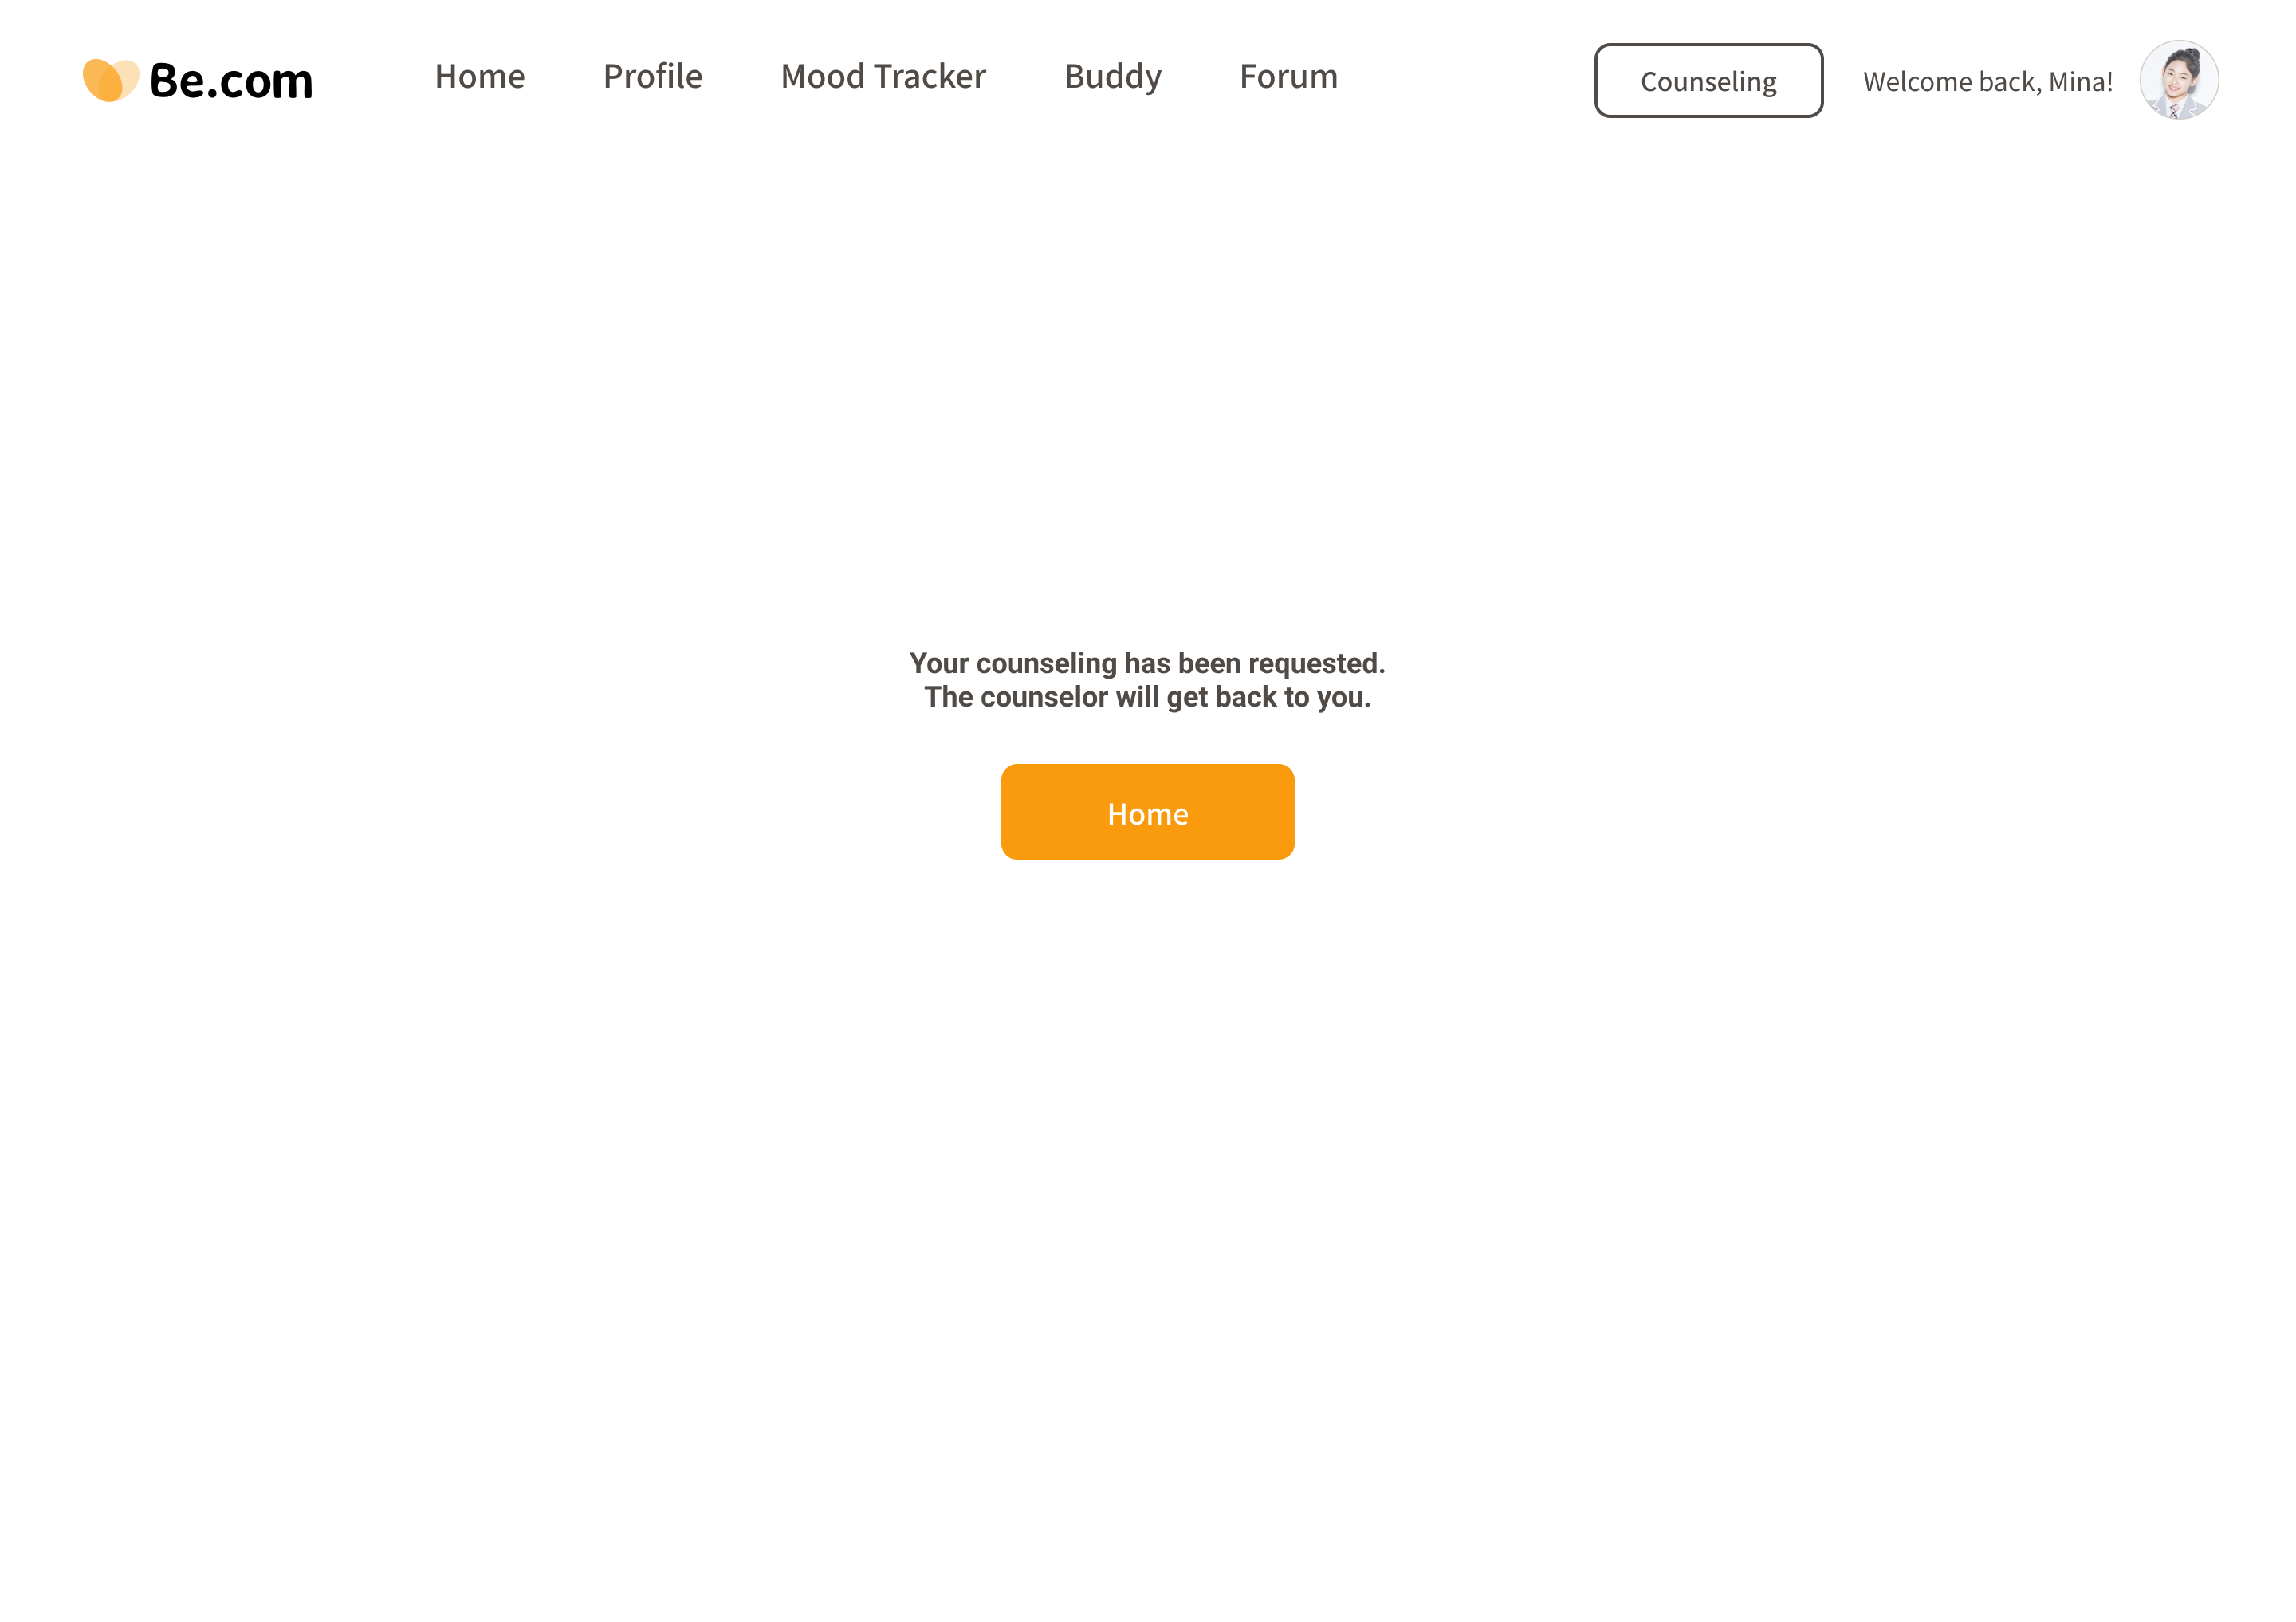 Be.com
Home
Profile
Mood Tracker
Buddy
Forum
Counseling
Welcome back, Mina!
Your counseling has been requested.
The counselor will get back to you.
Home